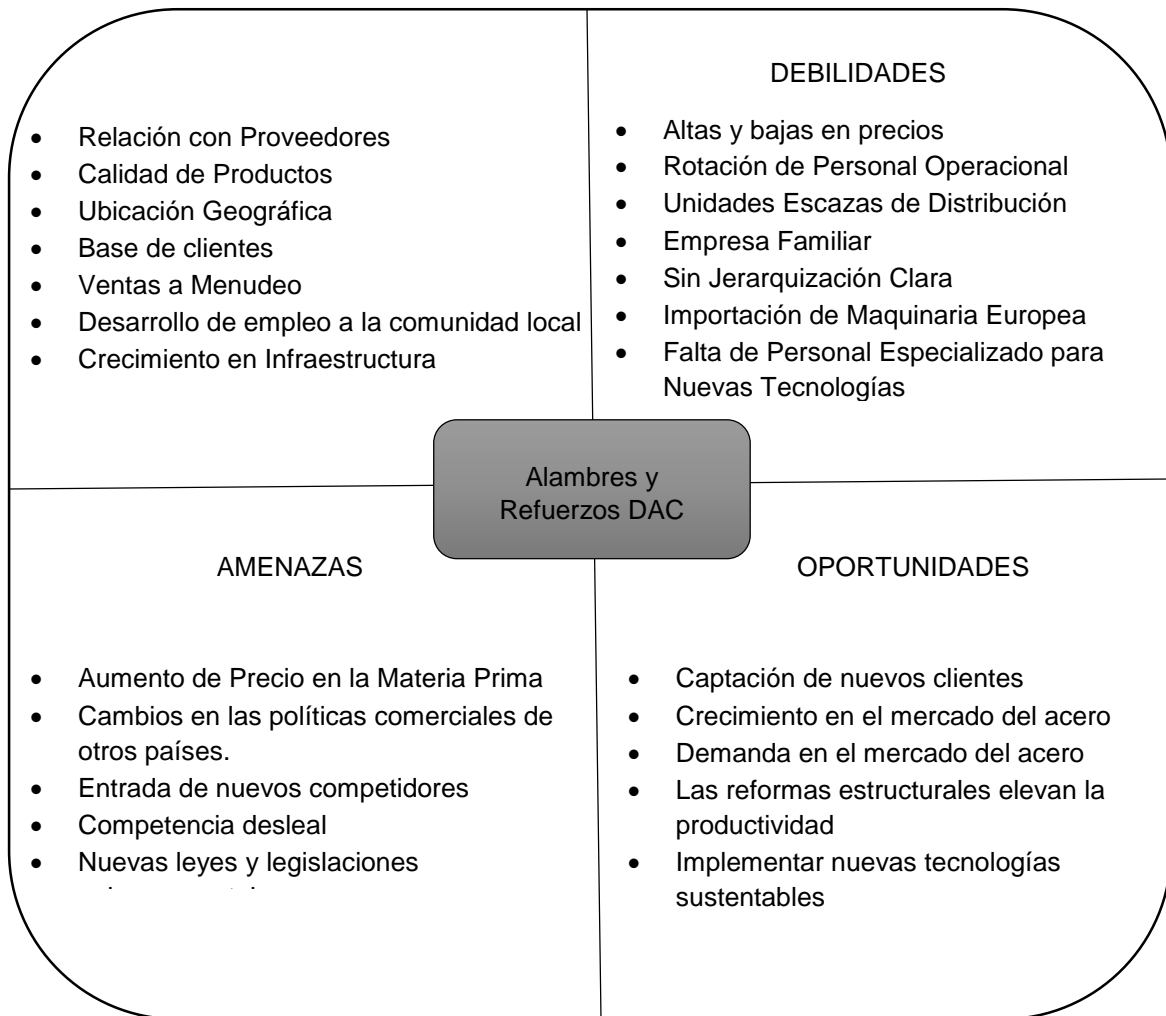 • Relación con Proveedores
• Calidad de Productos
• Ubicación Geográfica
• Base de clientes
• Ventas a Menudeo
• Desarrollo de empleo a la comunidad local
• Crecimiento en Infraestructura
DEBILIDADES
• Altas y bajas en precios
• Rotación de Personal Operacional
• Unidades Escazas de Distribución
• Empresa Familiar
• Sin Jerarquización Clara
• Importación de Maquinaria Europea
• Falta de Personal Especializado para
Nuevas Tecnologías
Alambres y
Refuerzos DAC
AMENAZAS
• Aumento de Precio en la Materia Prima
• Cambios en las políticas comerciales de
otros países.
• Entrada de nuevos competidores
• Competencia desleal
• Nuevas leyes y legislaciones
OPORTUNIDADES
• Captación de nuevos clientes
• Crecimiento en el mercado del acero
• Demanda en el mercado del acero
• Las reformas estructurales elevan la
productividad
• Implementar nuevas tecnologías
sustentables